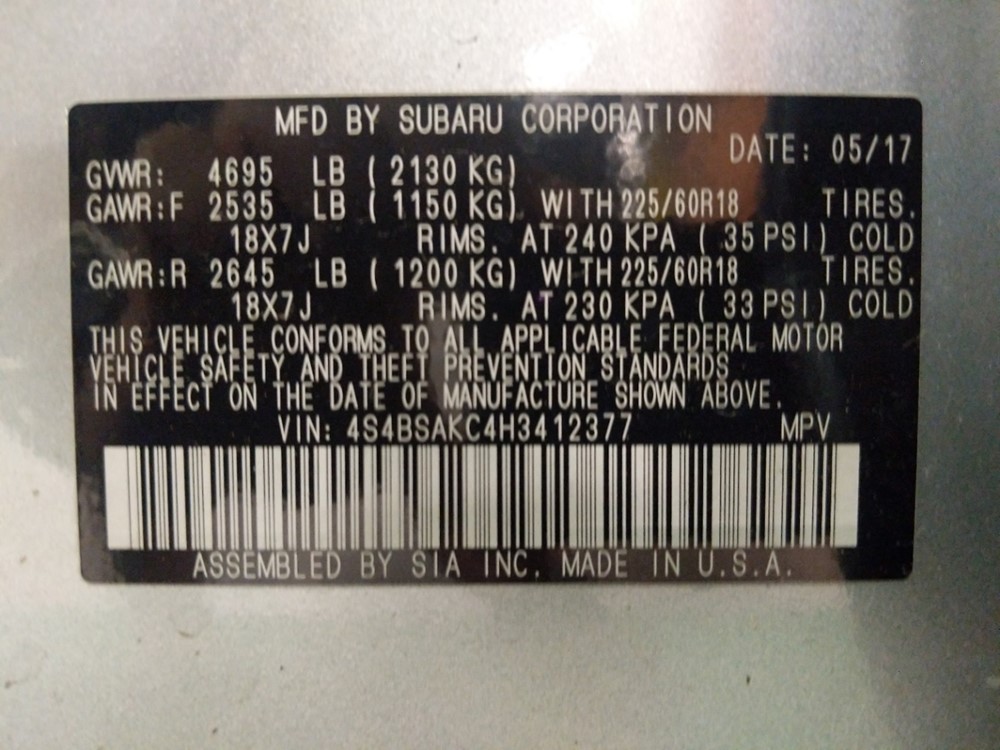 MFD BY SUBARU CORPORATION
DATE: 05/17
GVWR: 4695 LB ( 2130 KG)
GAWR:F 2535 LB ( 1150 KG) WITH 225/60R18 TIRES.
18X7J RIMS. AT 240 KPA ( 35 PSI) COLD
GAWR:R 2645 LB ( 1200 KG) WITH 225/60R18 TIRES.
18X7J RIMS. AT 230 KPA ( 33 PSI) COLD
THIS VEHICLE CONFORMS TO ALL APPLICABLE FEDERAL MOTOR
VEHICLE SAFETY AND THEFT PREVENTION STANDARDS
IN EFFECT ON THE DATE OF MANUFACTURE SHOWN ABOVE.
VIN: 4S4BSAKC4H3412377 MPV
ASSEMBLED BY SIA INC. MADE IN U.S.A.